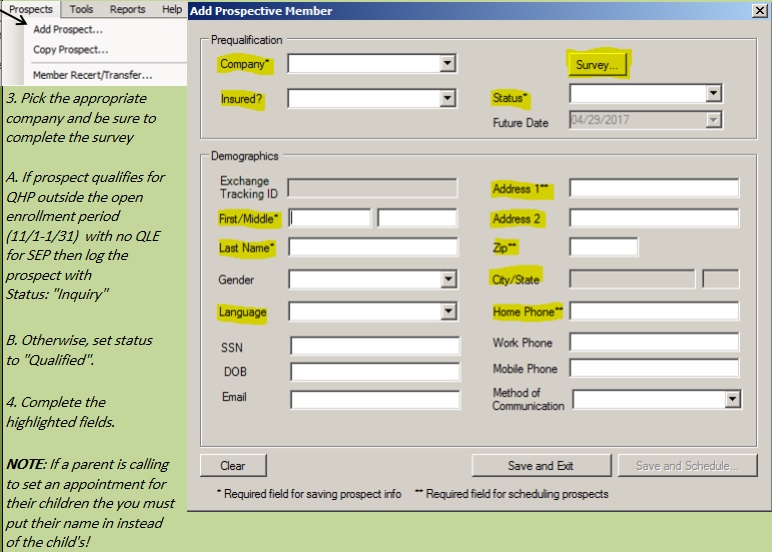 Prospects Tools Reports Help
Add Prospect...
Copy Prospect...
Member Recert/Transfer...
3. Pick the appropriate
company and be sure to
complete the survey
A. If prospect qualifies for
QHP outside the open
enrollment period
(11/1-1/31) with no QLE
for SEP then log the
prospect with
Status: "Inquiry"
B. Otherwise, set status
to "Qualified".
4. Complete the
highlighted fields.
NOTE: If a parent is calling
to set an appointment for
their children the you must
put their name in instead
of the child's!
Add Prospective Member
Prequalification
Company* Survey...
Insured? Status*
Future Date 04/29/2017
Demographics
Exchange
Tracking ID
Address 1**
First/Middle* Address 2
Last Name* Zip**
Gender City/State
Language Home Phone**
SSN Work Phone
DOB Mobile Phone
Email Method of
Communication
Clear Save and Exit Save and Schedule...
* Required field for saving prospect info ** Required field for scheduling prospects